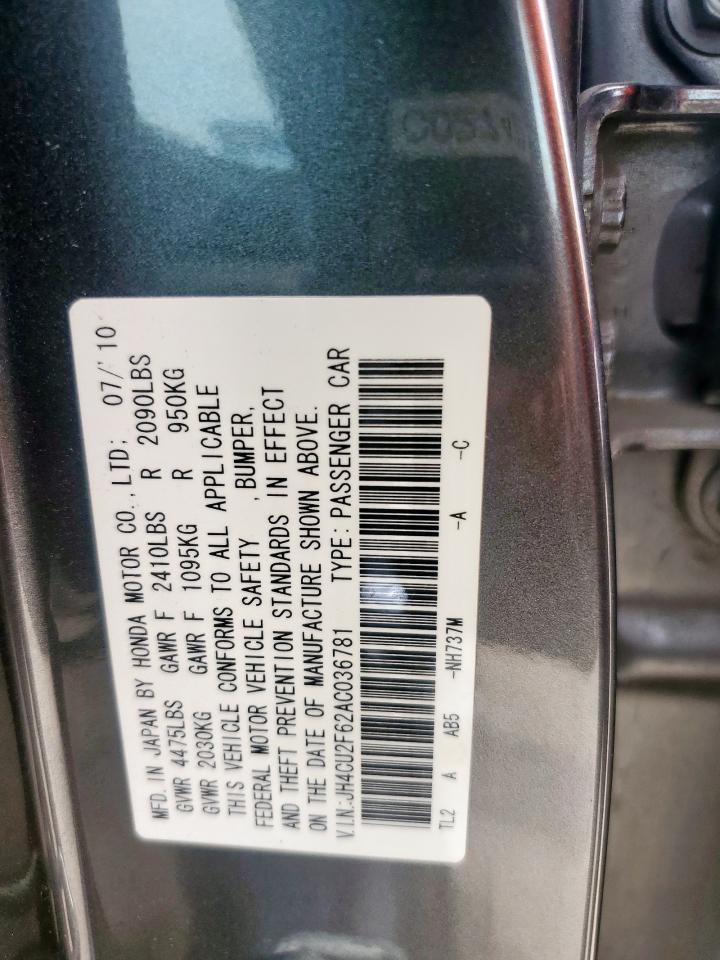 MFD. IN JAPAN BY HONDA MOTOR CO., LTD; 07/'10
GVWR 4475LBS GAWR F 2410LBS R 2090LBS
GVWR 2030KG GAWR F 1095KG R 950KG
THIS VEHICLE CONFORMS TO ALL APPLICABLE
FEDERAL MOTOR VEHICLE SAFETY ,BUMPER,
AND THEFT PREVENTION STANDARDS IN EFFECT
ON THE DATE OF MANUFACTURE SHOWN ABOVE.
V.I.N.:JH4CU2F62AC036781 TYPE: PASSENGER CAR
TL2 A AB5 -NH737M -A -C